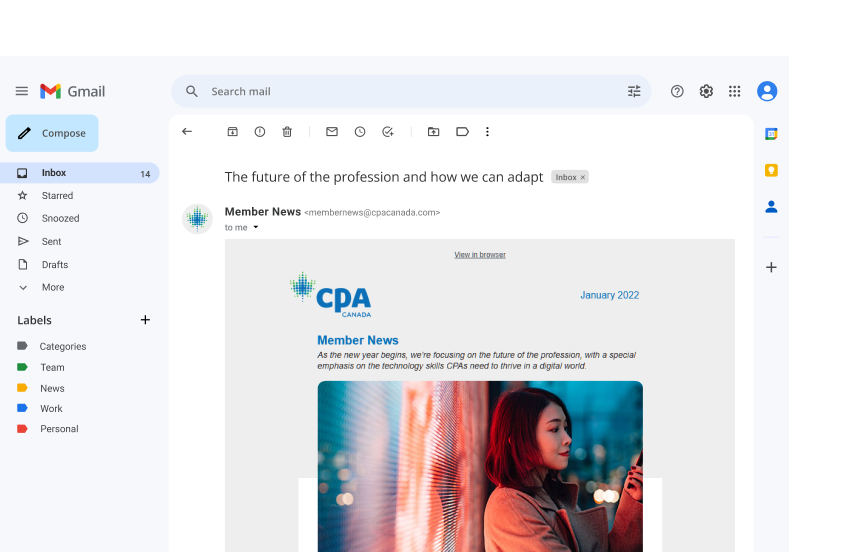 Gmail
Search mail
Compose
Inbox 14
Starred
Snoozed
Sent
Drafts
More
Labels
Categories
Team
News
Work
Personal
The future of the profession and how we can adapt Inbox ×
Member News <membernews@cpacanada.com>
to me
View in browser
CPA
CANADA
January 2022
Member News
As the new year begins, we're focusing on the future of the profession, with a special
emphasis on the technology skills CPAs need to thrive in a digital world.